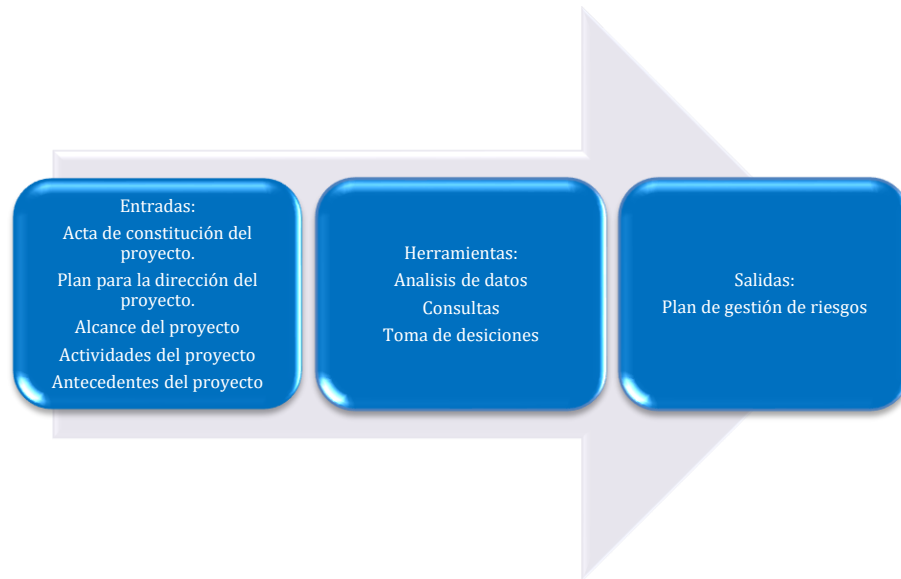 Entradas:
Acta de constitución del
proyecto.
Plan para la dirección del
proyecto.
Alcance del proyecto
Actividades del proyecto
Antecedentes del proyecto
Herramientas:
Analisis de datos
Consultas
Toma de desiciones
Salidas:
Plan de gestión de riesgos